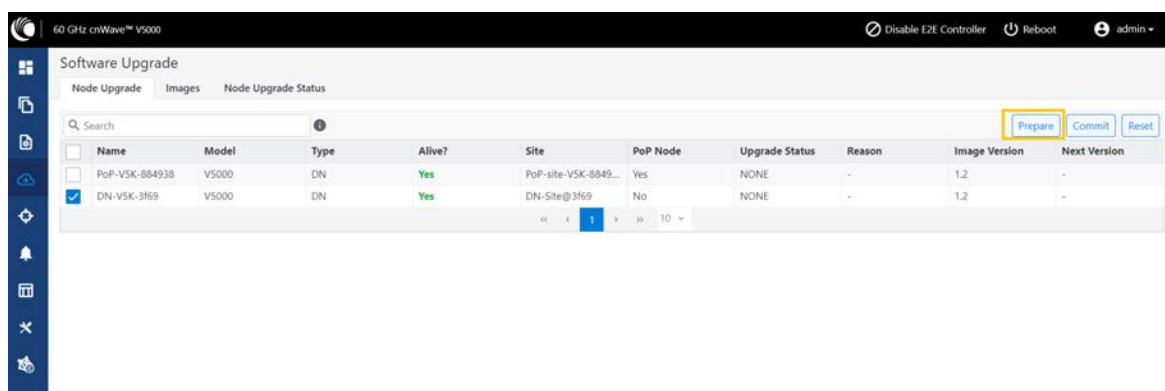 60 GHz cnWave™ V5000 Disable E2E Controller Reboot admin
Software Upgrade
Node Upgrade Images Node Upgrade Status
Search Prepare Commit Reset
Name Model Type Alive? Site PoP Node Upgrade Status Reason Image Version Next Version
PoP-V5K-884938 V5000 DN Yes PoP-site-V5K-8849... Yes NONE - 1.2 -
DN-V5K-3f69 V5000 DN Yes DN-Site@3f69 No NONE - 1.2 -
« ‹ 1 › » 10